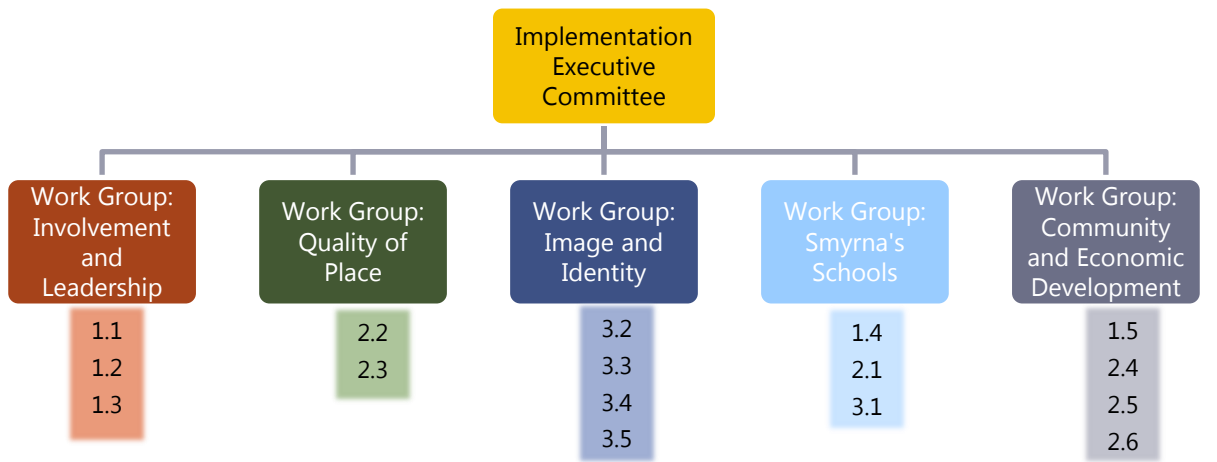 Implementation
Executive
Committee
Work Group:
Involvement
and
Leadership
1.1
1.2
1.3
Work Group:
Quality of
Place
2.2
2.3
Work Group:
Image and
Identity
3.2
3.3
3.4
3.5
Work Group:
Smyrna's
Schools
1.4
2.1
3.1
Work Group:
Community
and Economic
Development
1.5
2.4
2.5
2.6